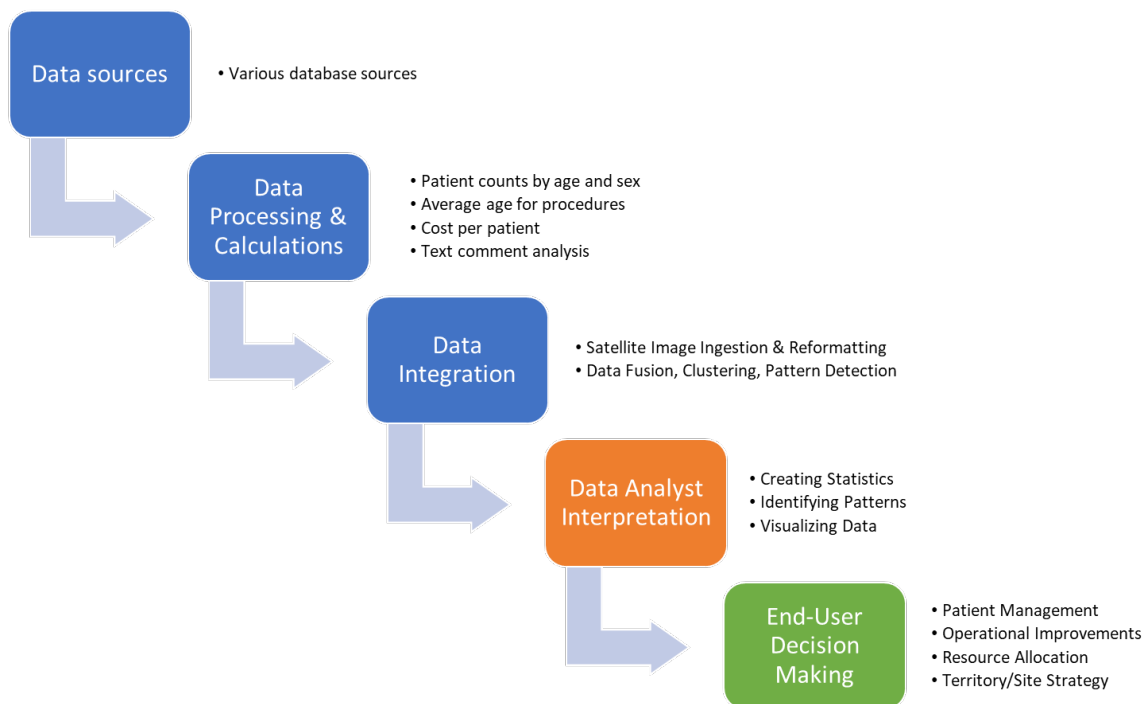 Data sources
• Various database sources
Data
Processing &
Calculations
• Patient counts by age and sex
• Average age for procedures
• Cost per patient
• Text comment analysis
Data
Integration
• Satellite Image Ingestion & Reformatting
• Data Fusion, Clustering, Pattern Detection
Data Analyst
Interpretation
• Creating Statistics
• Identifying Patterns
• Visualizing Data
End-User
Decision
Making
• Patient Management
• Operational Improvements
• Resource Allocation
• Territory/Site Strategy